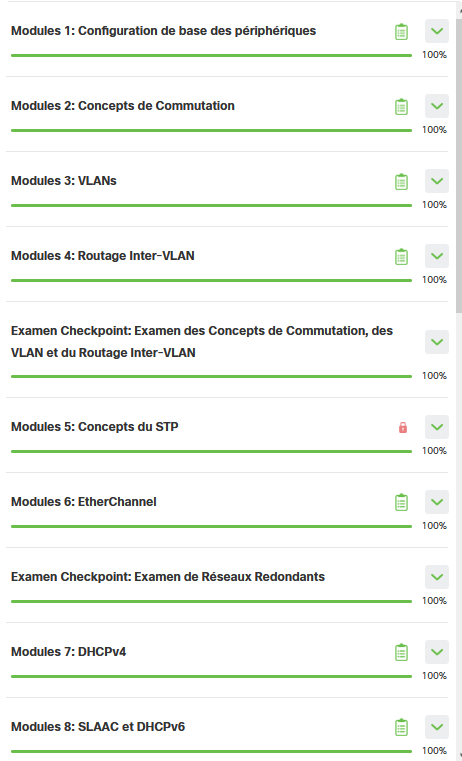 Modules 1: Configuration de base des périphériques
100%
Modules 2: Concepts de Commutation
100%
Modules 3: VLANs
100%
Modules 4: Routage Inter-VLAN
100%
Examen Checkpoint: Examen des Concepts de Commutation, des
VLAN et du Routage Inter-VLAN
100%
Modules 5: Concepts du STP
100%
Modules 6: EtherChannel
100%
Examen Checkpoint: Examen de Réseaux Redondants
100%
Modules 7: DHCPv4
100%
Modules 8: SLAAC et DHCPv6
100%